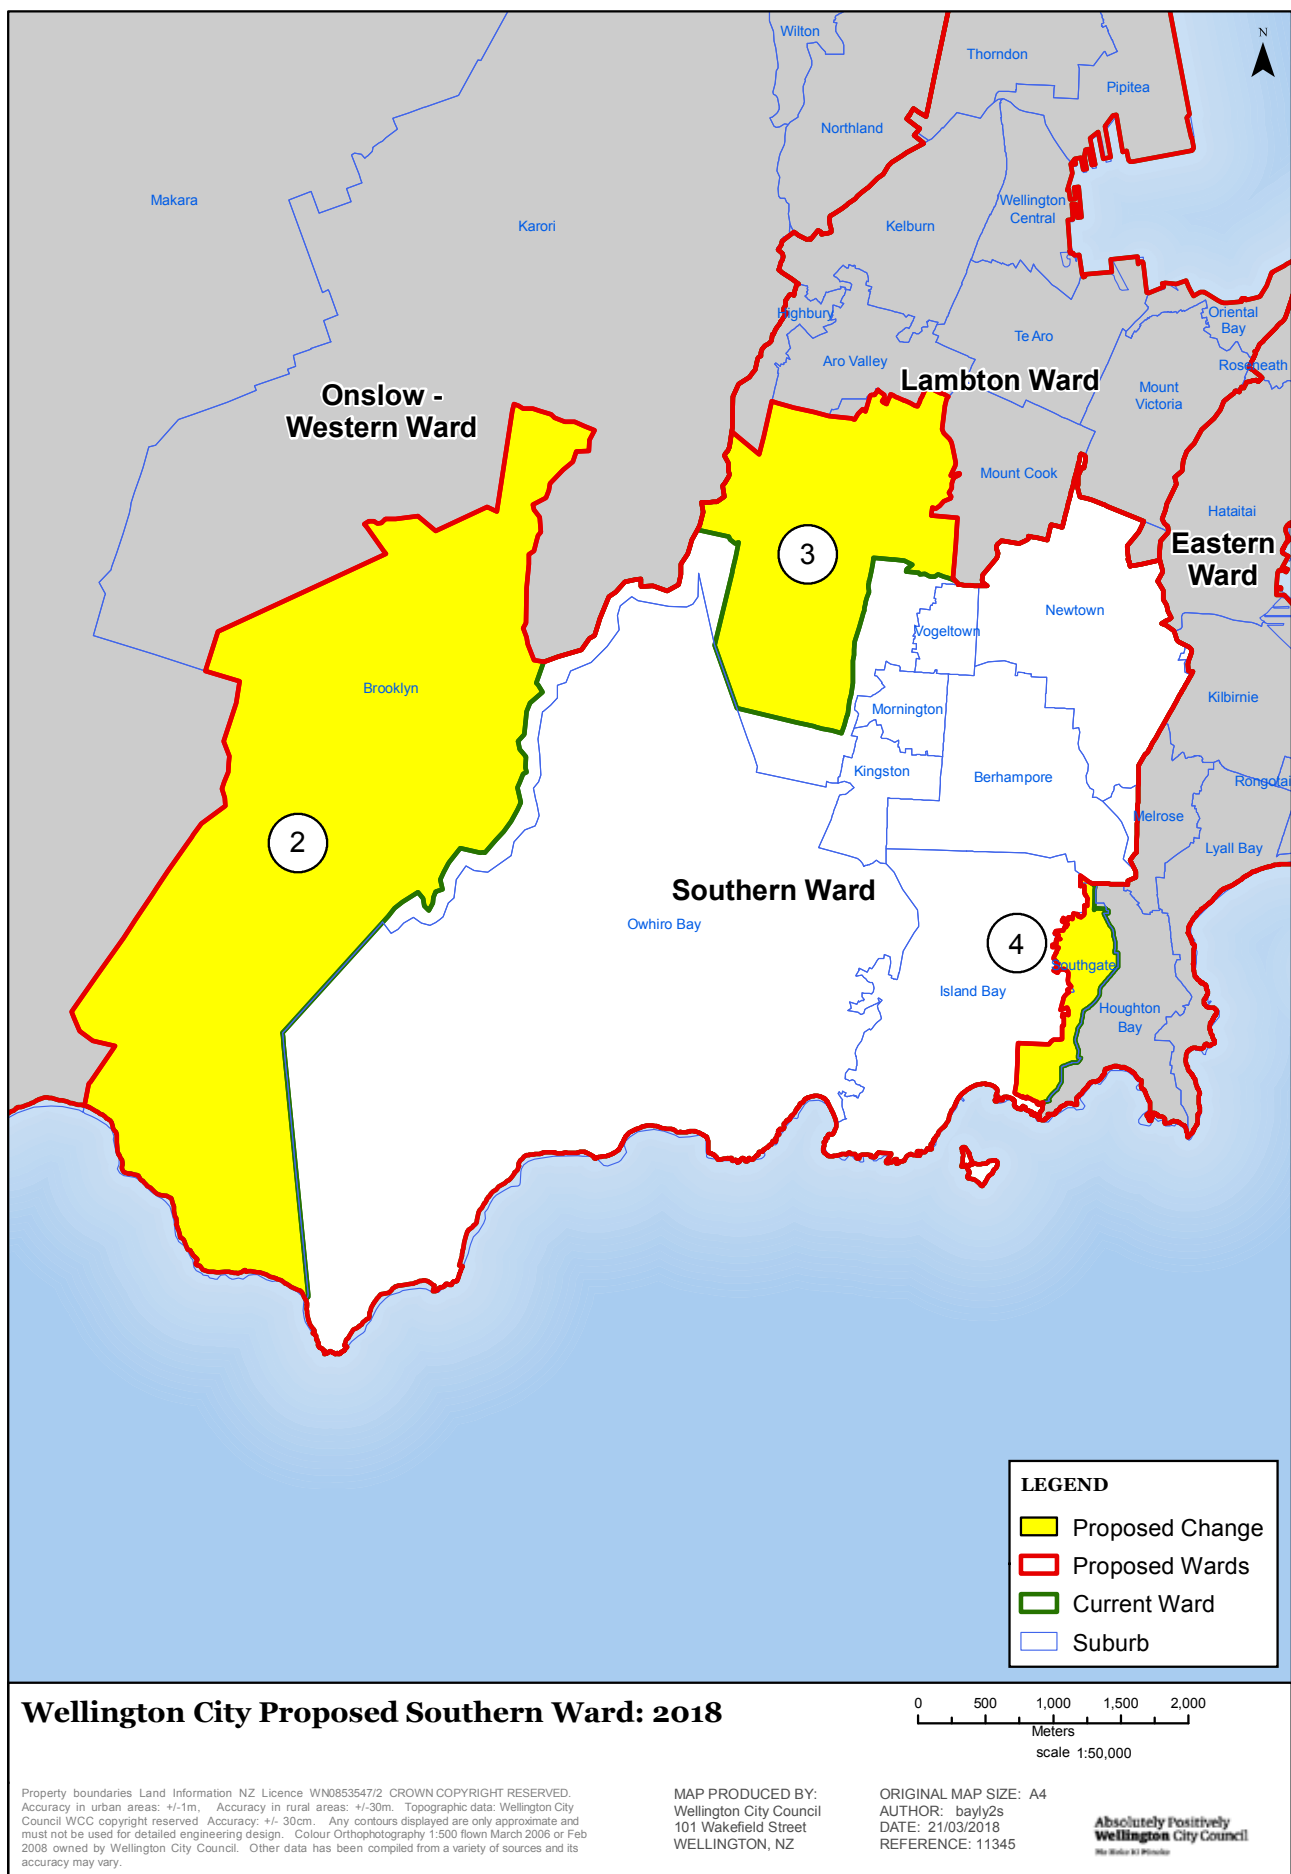 N
Wilton
Thorndon
Pipitea
Northland
Makara
Karori
Kelburn
Wellington
Central
Highbury
Oriental
Bay
Te Aro
Aro Valley
Roseneath
Onslow -
Western Ward
Lambton Ward
Mount
Victoria
Mount Cook
Hataitai
Eastern
Ward
3
Newtown
Vogeltown
Brooklyn
Kilbirnie
Mornington
Kingston
Berhampore
Rongotai
Melrose
2
Lyall Bay
Southern Ward
Owhiro Bay
4
Southgate
Island Bay
Houghton
Bay
LEGEND
Proposed Change
Proposed Wards
Current Ward
Suburb
Wellington City Proposed Southern Ward: 2018
0 500 1,000 1,500 2,000
Meters
scale 1:50,000
Property boundaries Land Information NZ Licence WN0853547/2 CROWN COPYRIGHT RESERVED.
Accuracy in urban areas: +/-1m, Accuracy in rural areas: +/-30m. Topographic data: Wellington City
Council WCC copyright reserved Accuracy: +/- 30cm. Any contours displayed are only approximate and
must not be used for detailed engineering design. Colour Orthophotography 1:500 flown March 2006 or Feb
2008 owned by Wellington City Council. Other data has been compiled from a variety of sources and its
accuracy may vary.
MAP PRODUCED BY:
Wellington City Council
101 Wakefield Street
WELLINGTON, NZ
ORIGINAL MAP SIZE: A4
AUTHOR: bayly2s
DATE: 21/03/2018
REFERENCE: 11345
Absolutely Positively
Wellington City Council
Me Heke Ki Pōneke